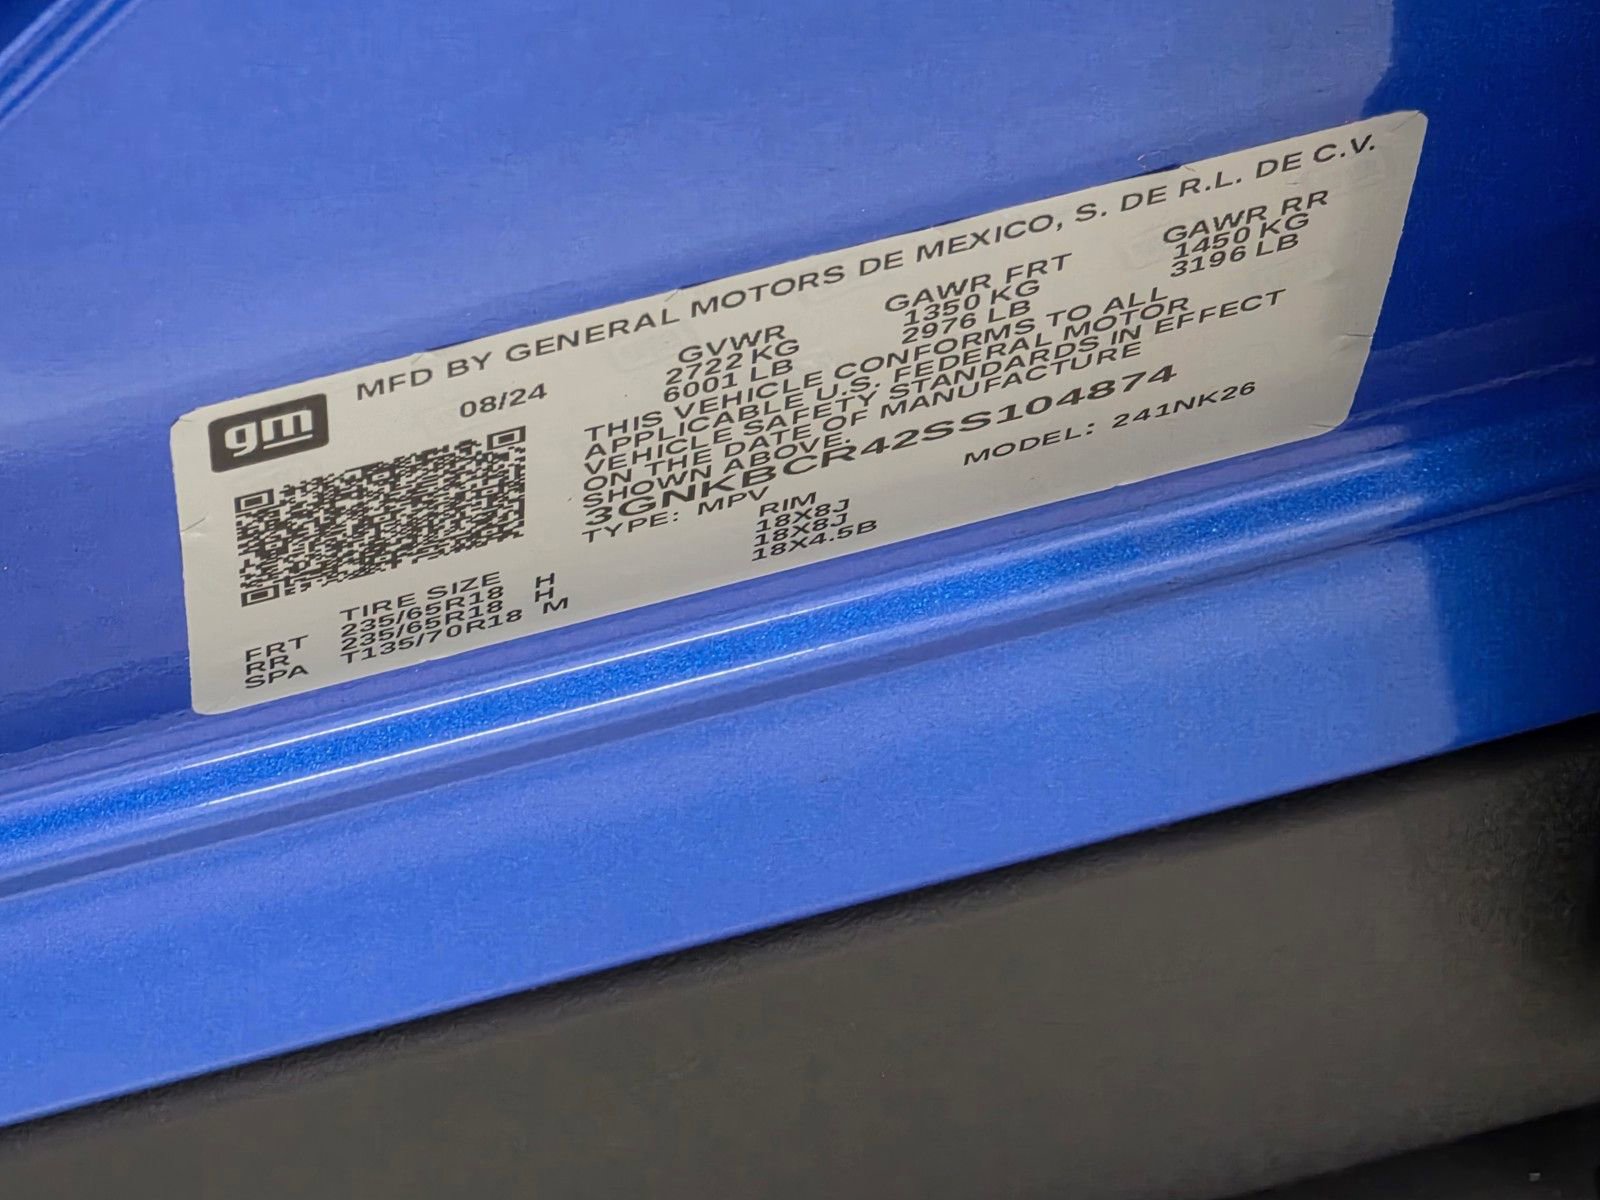 gm
MFD BY GENERAL MOTORS DE MEXICO, S. DE R.L. DE C.V.
08/24
GVWR GAWR FRT GAWR RR
2722 KG 1350 KG 1450 KG
6001 LB 2976 LB 3196 LB
THIS VEHICLE CONFORMS TO ALL
APPLICABLE U.S. FEDERAL MOTOR
VEHICLE SAFETY STANDARDS IN EFFECT
ON THE DATE OF MANUFACTURE
SHOWN ABOVE.
3GNKBCR42SS104874
TYPE: MPV MODEL: 241NK26
TIRE SIZE RIM
FRT 235/65R18 H 18X8J
RR 235/65R18 H 18X8J
SPA T135/70R18 M 18X4.5B